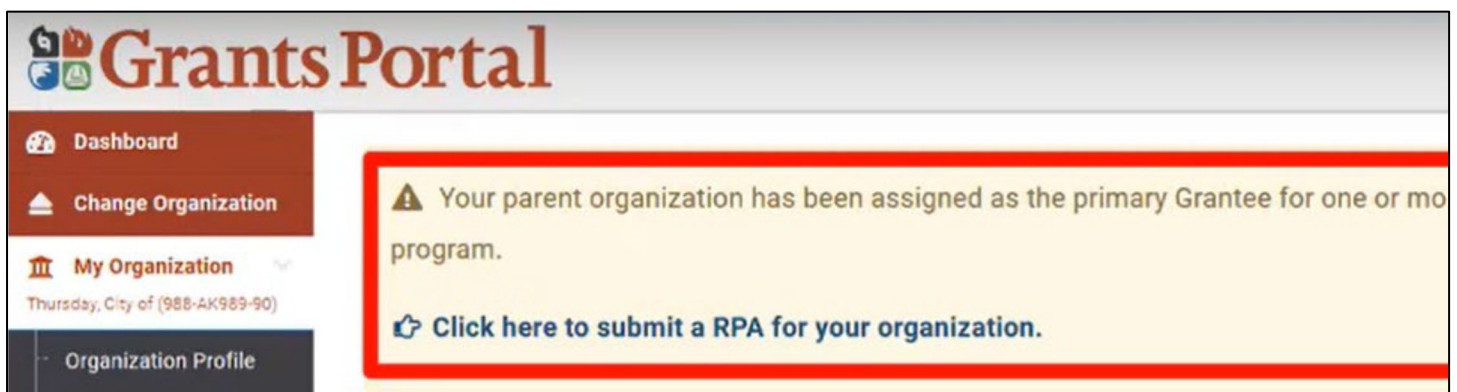 Grants Portal
Dashboard
Change Organization
My Organization
Thursday, City of (988-AK989-90)
Organization Profile
Your parent organization has been assigned as the primary Grantee for one or mo
program.
Click here to submit a RPA for your organization.